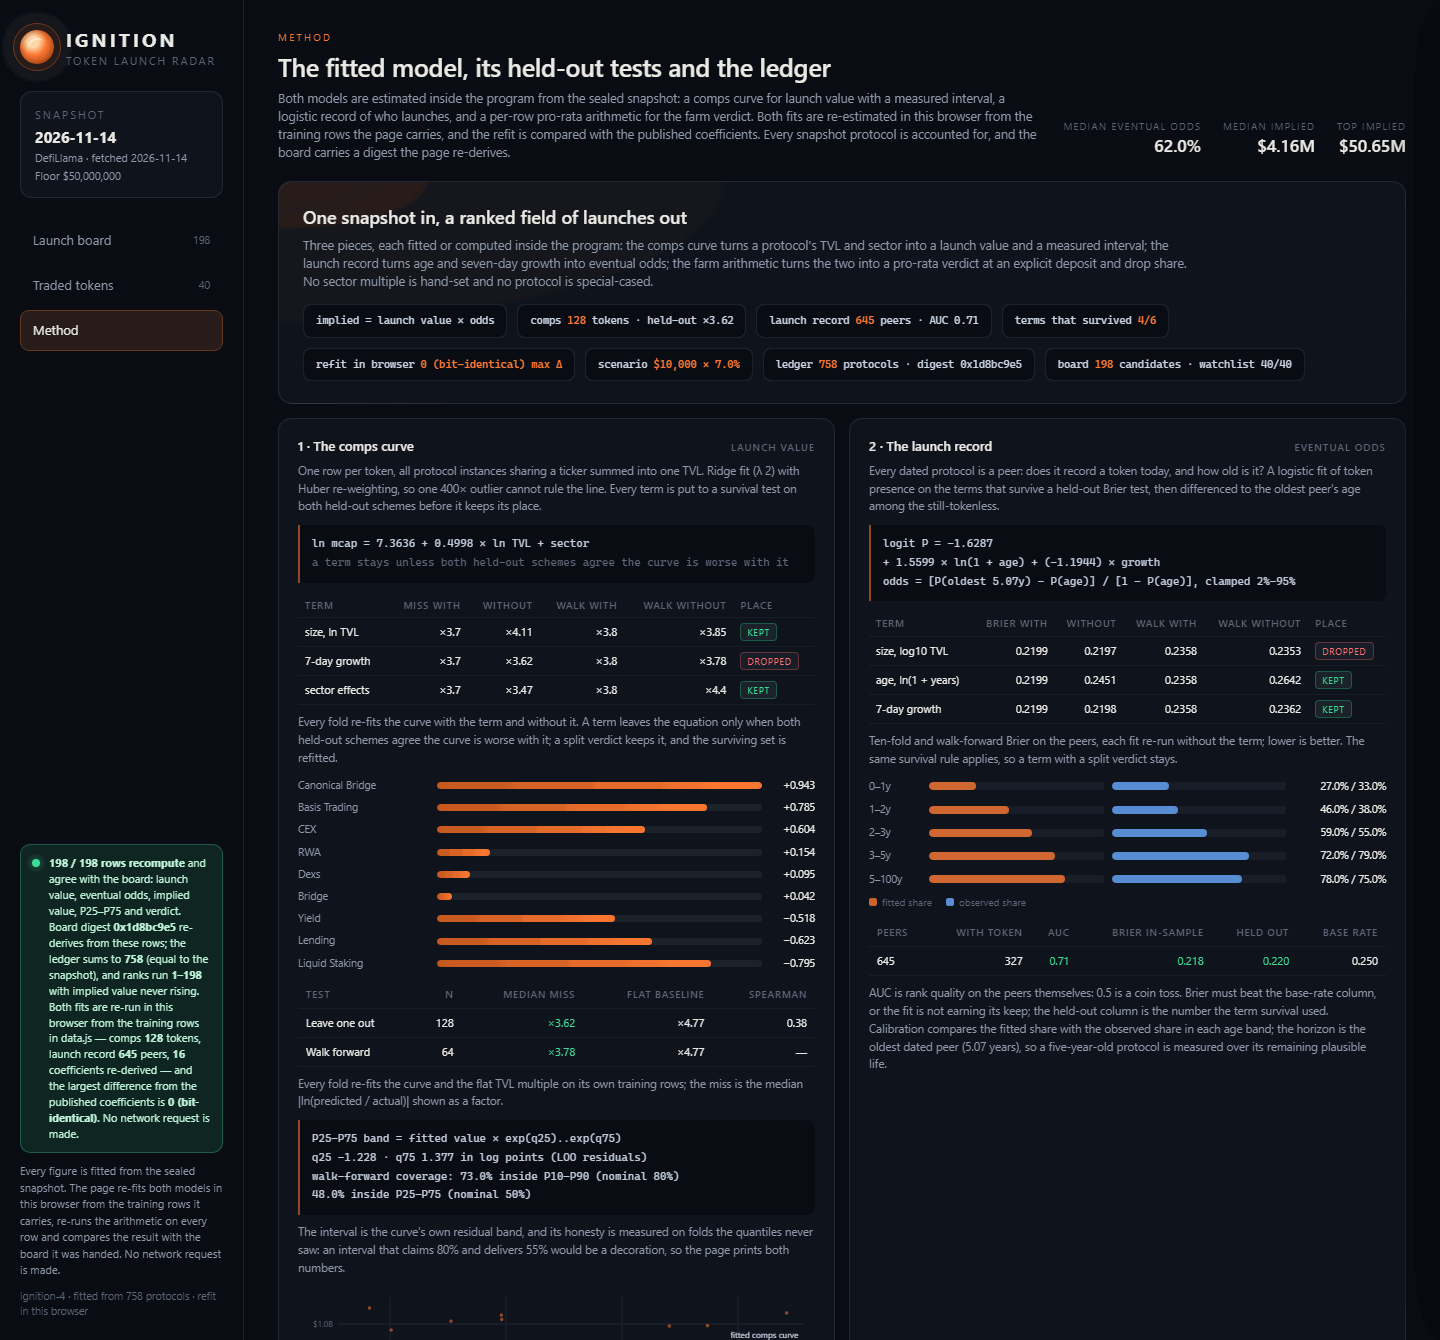 IGNITION
TOKEN LAUNCH RADAR
SNAPSHOT
2026-11-14
DefiLlama · fetched 2026-11-14
Floor $50,000,000
Launch board 198
Traded tokens 40
Method
198 / 198 rows recompute and
agree with the board: launch
value, eventual odds, implied
value, P25–P75 and verdict.
Board digest 0x1d8bc9e5 re-
derives from these rows; the
ledger sums to 758 (equal to the
snapshot), and ranks run 1–198
with implied value never rising.
Both fits are re-run in this
browser from the training rows
in data.js — comps 128 tokens,
launch record 645 peers, 16
coefficients re-derived — and
the largest difference from the
published coefficients is 0 (bit-
identical). No network request is
made.
Every figure is fitted from the sealed
snapshot. The page re-fits both models in
this browser from the training rows it
carries, re-runs the arithmetic on every
row and compares the result with the
board it was handed. No network request
is made.
ignition-4 · fitted from 758 protocols · refit
in this browser
METHOD
The fitted model, its held-out tests and the ledger
Both models are estimated inside the program from the sealed snapshot: a comps curve for launch value with a measured interval, a
logistic record of who launches, and a per-row pro-rata arithmetic for the farm verdict. Both fits are re-estimated in this browser from the
training rows the page carries, and the refit is compared with the published coefficients. Every snapshot protocol is accounted for, and the
board carries a digest the page re-derives.
MEDIAN EVENTUAL ODDS MEDIAN IMPLIED TOP IMPLIED
62.0% $4.16M $50.65M
One snapshot in, a ranked field of launches out
Three pieces, each fitted or computed inside the program: the comps curve turns a protocol's TVL and sector into a launch value and a measured interval; the
launch record turns age and seven-day growth into eventual odds; the farm arithmetic turns the two into a pro-rata verdict at an explicit deposit and drop share.
No sector multiple is hand-set and no protocol is special-cased.
implied = launch value × odds
comps 128 tokens · held-out ×3.62
launch record 645 peers · AUC 0.71
terms that survived 4/6
refit in browser 0 (bit-identical) max Δ
scenario $10,000 × 7.0%
ledger 758 protocols · digest 0x1d8bc9e5
board 198 candidates · watchlist 40/40
1 · The comps curve LAUNCH VALUE
One row per token, all protocol instances sharing a ticker summed into one TVL. Ridge fit (λ 2) with
Huber re-weighting, so one 400× outlier cannot rule the line. Every term is put to a survival test on
both held-out schemes before it keeps its place.
ln mcap = 7.3636 + 0.4998 × ln TVL + sector
a term stays unless both held-out schemes agree the curve is worse with it
TERM MISS WITH WITHOUT WALK WITH WALK WITHOUT PLACE
size, ln TVL ×3.7 ×4.11 ×3.8 ×3.85 KEPT
7-day growth ×3.7 ×3.62 ×3.8 ×3.78 DROPPED
sector effects ×3.7 ×3.47 ×3.8 ×4.4 KEPT
Every fold re-fits the curve with the term and without it. A term leaves the equation only when both
held-out schemes agree the curve is worse with it; a split verdict keeps it, and the surviving set is
refitted.
Canonical Bridge +0.943
Basis Trading +0.785
CEX +0.604
RWA +0.154
Dexs +0.095
Bridge +0.042
Yield −0.518
Lending −0.623
Liquid Staking −0.795
TEST N MEDIAN MISS FLAT BASELINE SPEARMAN
Leave one out 128 ×3.62 ×4.77 0.38
Walk forward 64 ×3.78 ×4.77 —
Every fold re-fits the curve and the flat TVL multiple on its own training rows; the miss is the median
|ln(predicted / actual)| shown as a factor.
P25–P75 band = fitted value × exp(q25)..exp(q75)
q25 −1.228 · q75 1.377 in log points (LOO residuals)
walk-forward coverage: 73.0% inside P10–P90 (nominal 80%)
48.0% inside P25–P75 (nominal 50%)
The interval is the curve's own residual band, and its honesty is measured on folds the quantiles never
saw: an interval that claims 80% and delivers 55% would be a decoration, so the page prints both
numbers.
$1.0B
fitted comps curve
2 · The launch record EVENTUAL ODDS
Every dated protocol is a peer: does it record a token today, and how old is it? A logistic fit of token
presence on the terms that survive a held-out Brier test, then differenced to the oldest peer's age
among the still-tokenless.
logit P = −1.6287
+ 1.5599 × ln(1 + age) + (−1.1944) × growth
odds = [P(oldest 5.07y) − P(age)] / [1 − P(age)], clamped 2%–95%
TERM BRIER WITH WITHOUT WALK WITH WALK WITHOUT PLACE
size, log10 TVL 0.2199 0.2197 0.2358 0.2353 DROPPED
age, ln(1 + years) 0.2199 0.2451 0.2358 0.2642 KEPT
7-day growth 0.2199 0.2198 0.2358 0.2362 KEPT
Ten-fold and walk-forward Brier on the peers, each fit re-run without the term; lower is better. The
same survival rule applies, so a term with a split verdict stays.
0–1y 27.0% / 33.0%
1–2y 46.0% / 38.0%
2–3y 59.0% / 55.0%
3–5y 72.0% / 79.0%
5–100y 78.0% / 75.0%
fitted share observed share
PEERS WITH TOKEN AUC BRIER IN-SAMPLE HELD OUT BASE RATE
645 327 0.71 0.218 0.220 0.250
AUC is rank quality on the peers themselves: 0.5 is a coin toss. Brier must beat the base-rate column,
or the fit is not earning its keep; the held-out column is the number the term survival used.
Calibration compares the fitted share with the observed share in each age band; the horizon is the
oldest dated peer (5.07 years), so a five-year-old protocol is measured over its remaining plausible
life.